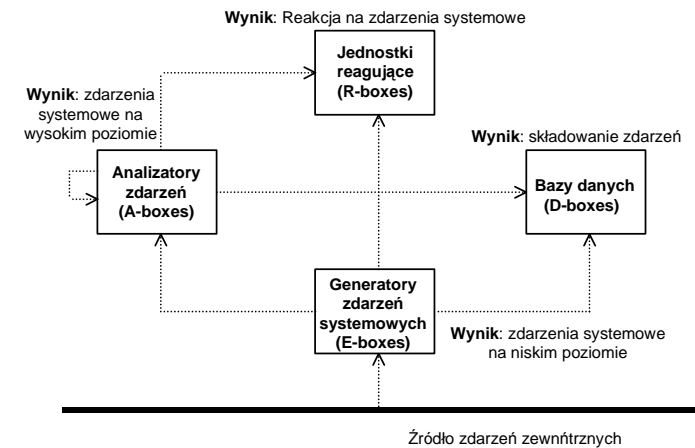 Wynik: Reakcja na zdarzenia systemowe
Jednostki
reagujące
(R-boxes)
Wynik: zdarzenia
systemowe na
wysokim poziomie
Wynik: składowanie zdarzeń
Analizatory
zdarzeń
(A-boxes)
Bazy danych
(D-boxes)
Generatory
zdarzeń
systemowych
(E-boxes)
Wynik: zdarzenia systemowe
na niskim poziomie
Źródło zdarzeń zewnńtrznych